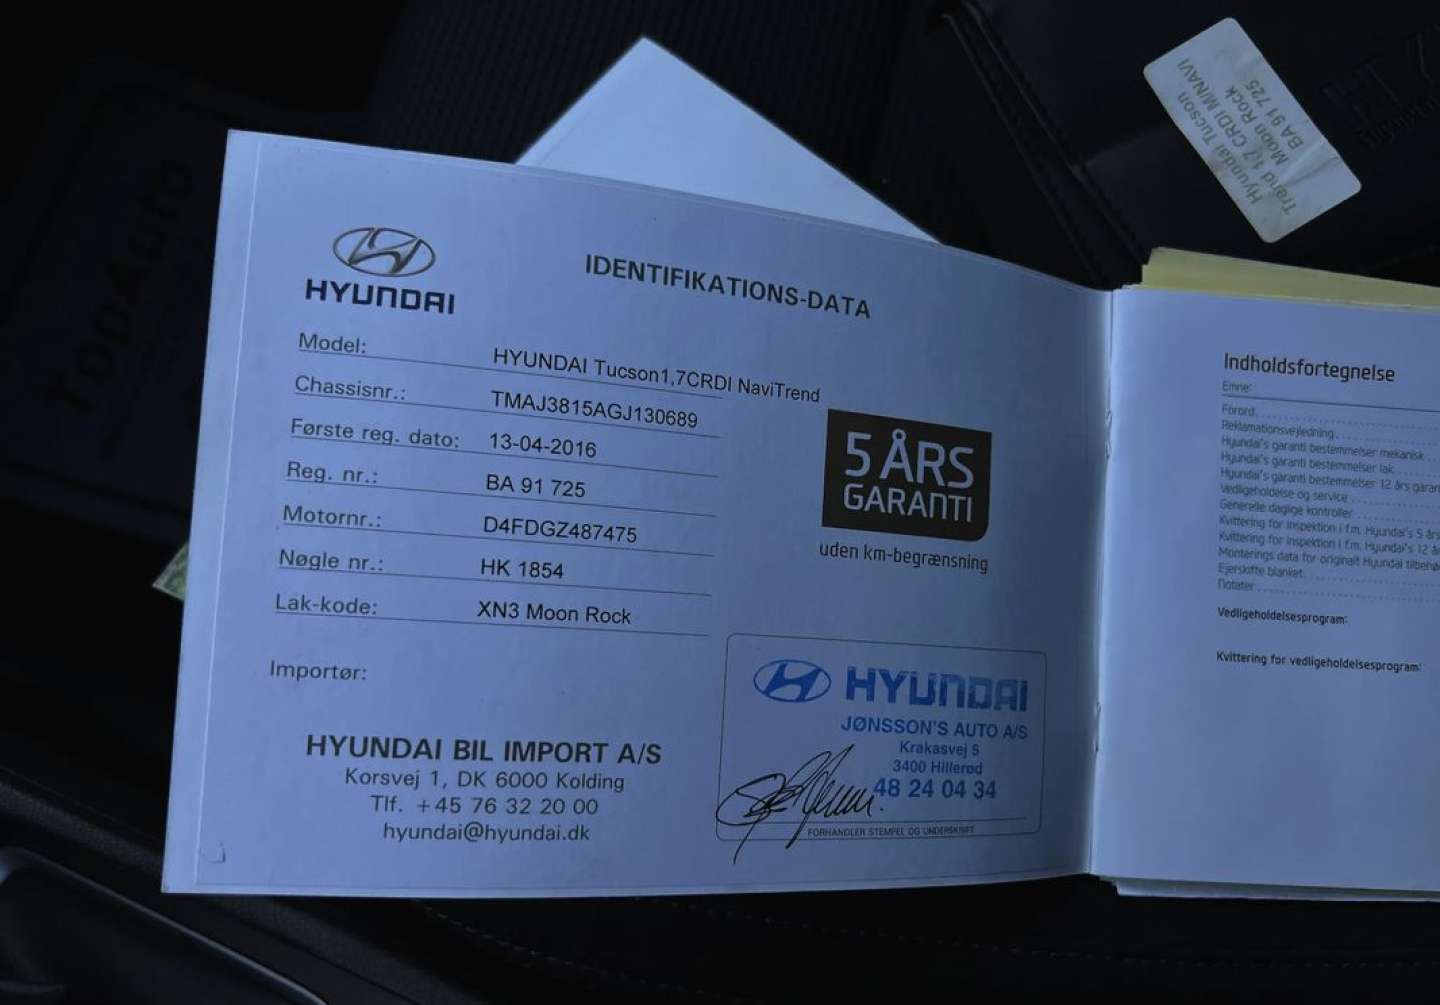 Hyundai Tucson
Trend 1,7 CRDI M/NAVI
Moon Rock
BA 91 725
HYUNDAI
IDENTIFIKATIONS-DATA
Model: HYUNDAI Tucson1,7CRDI NaviTrend
Chassisnr.: TMAJ3815AGJ130689
Første reg. dato: 13-04-2016
Reg. nr.: BA 91 725
Motornr.: D4FDGZ487475
Nøgle nr.: HK 1854
Lak-kode: XN3 Moon Rock
5 ÅRS
GARANTI
uden km-begrænsning
Importør:
HYUNDAI BIL IMPORT A/S
Korsvej 1, DK 6000 Kolding
Tlf. +45 76 32 20 00
hyundai@hyundai.dk
HYUNDAI
JØNSSON'S AUTO A/S
Krakasvej 5
3400 Hillerød
48 24 04 34
FORHANDLER STEMPEL OG UNDERSKRIFT
Indholdsfortegnelse
Emne:
Forord
Reklamationsvejledning
Hyundai's garanti bestemmelser mekanisk
Hyundai's garanti bestemmelser lak
Hyundai's garanti bestemmelser 12 års garan
Vedligeholdelse og service
Generelle daglige kontroller
Kvittering for inspektion i f.m. Hyundai's 5 års
Kvittering for inspektion i f.m. Hyundai's 12 å
Monterings data for originalt Hyundai tilbehø
Ejerskifte blanket
Notater
Vedligeholdelsesprogram:
Kvittering for vedligeholdelsesprogram:
TopAuto